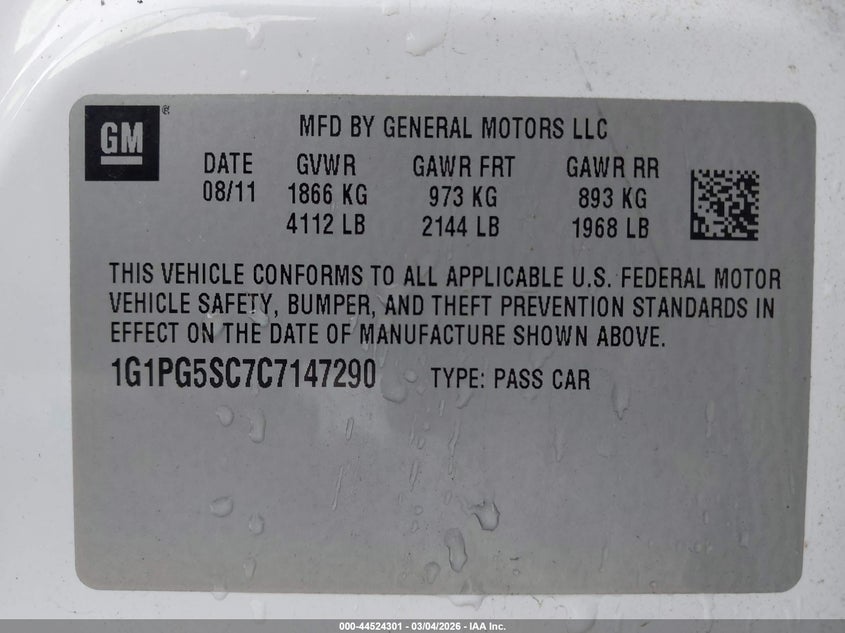 GM®
MFD BY GENERAL MOTORS LLC
DATE GVWR GAWR FRT GAWR RR
08/11 1866 KG 973 KG 893 KG
4112 LB 2144 LB 1968 LB
THIS VEHICLE CONFORMS TO ALL APPLICABLE U.S. FEDERAL MOTOR
VEHICLE SAFETY, BUMPER, AND THEFT PREVENTION STANDARDS IN
EFFECT ON THE DATE OF MANUFACTURE SHOWN ABOVE.
1G1PG5SC7C7147290 TYPE: PASS CAR
000-44524301 - 03/04/2026 - IAA Inc.